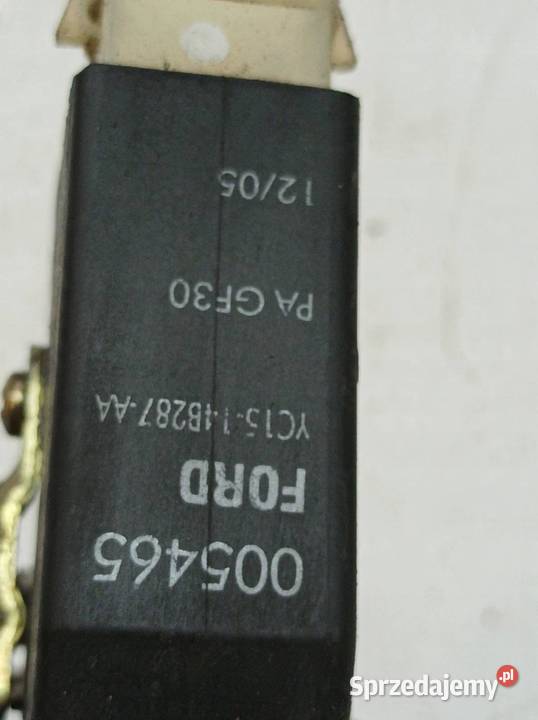 005465
FORD
YC15-14B287-AA
PA GF30
12/05
Sprzedajemy.pl